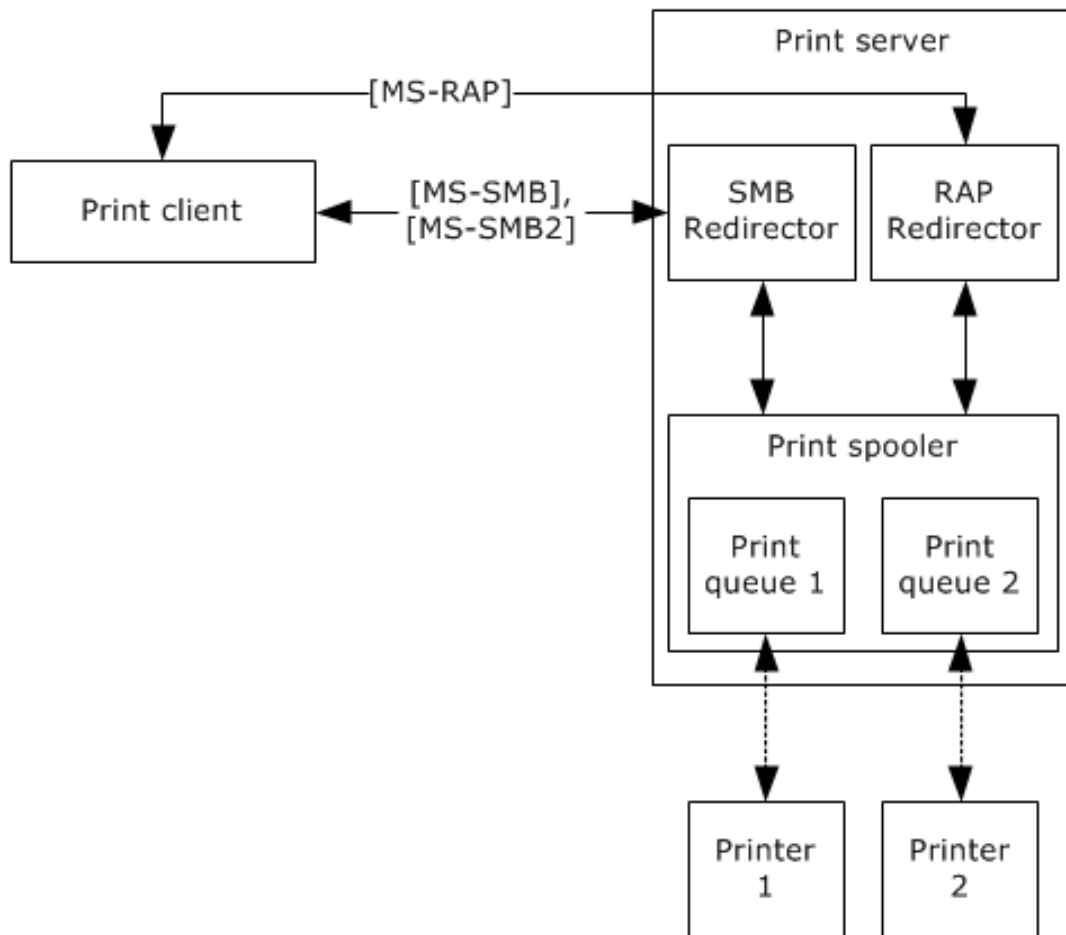 Print server
[MS-RAP]
Print client
[MS-SMB],
[MS-SMB2]
SMB
Redirector
RAP
Redirector
Print spooler
Print
queue 1
Print
queue 2
Printer
1
Printer
2